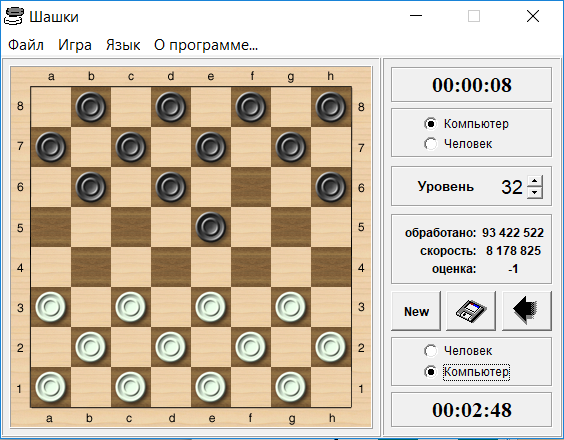 Шашки
Файл Игра Язык О программе...
a b c d e f g h
8 8
7 7
6 6
5 5
4 4
3 3
2 2
1 1
a b c d e f g h
00:00:08
Компьютер
Человек
Уровень 32
обработано: 93 422 522
скорость: 8 178 825
оценка: -1
New
Человек
Компьютер
00:02:48